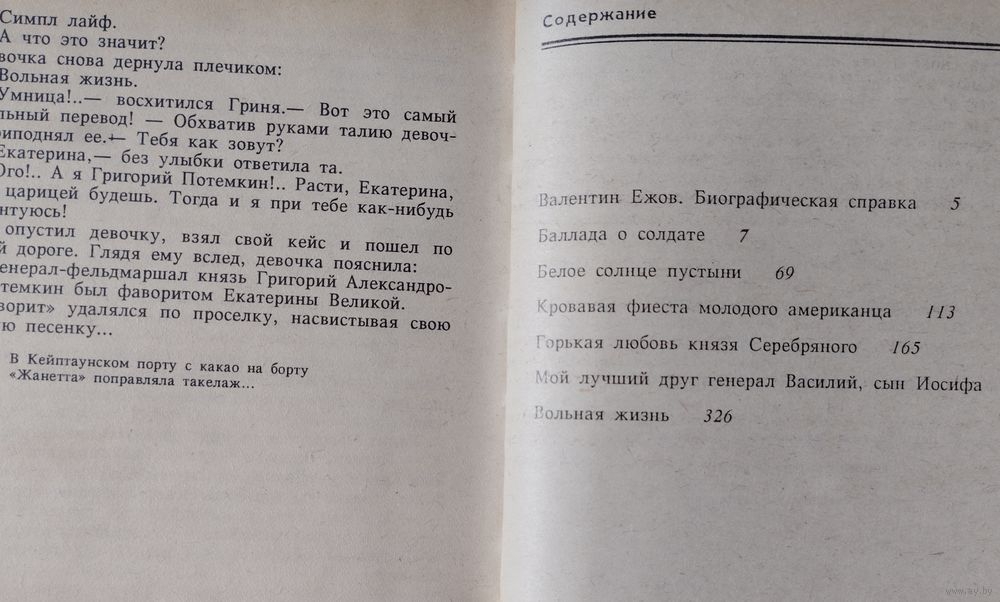 Симпл лайф.
А что это значит?
вочка снова дернула плечиком:
Вольная жизнь.
Умница!..— восхитился Гриня.— Вот это самый
льный перевод! — Обхватив руками талию девоч-
риподнял ее.— Тебя как зовут?
Екатерина,— без улыбки ответила та.
Ого!.. А я Григорий Потемкин!.. Расти, Екатерина,
царицей будешь. Тогда и я при тебе как-нибудь
нтуюсь!
опустил девочку, взял свой кейс и пошел по
й дороге. Глядя ему вслед, девочка пояснила:
енерал-фельдмаршал князь Григорий Александро-
темкин был фаворитом Екатерины Великой.
ворит» удалялся по проселку, насвистывая свою
ю песенку...
В Кейптаунском порту с какао на борту
«Жанетта» поправляла такелаж...
Содержание
Валентин Ежов. Биографическая справка 5
Баллада о солдате 7
Белое солнце пустыни 69
Кровавая фиеста молодого американца 113
Горькая любовь князя Серебряного 165
Мой лучший друг генерал Василий, сын Иосифа
Вольная жизнь 326
www.ay.by